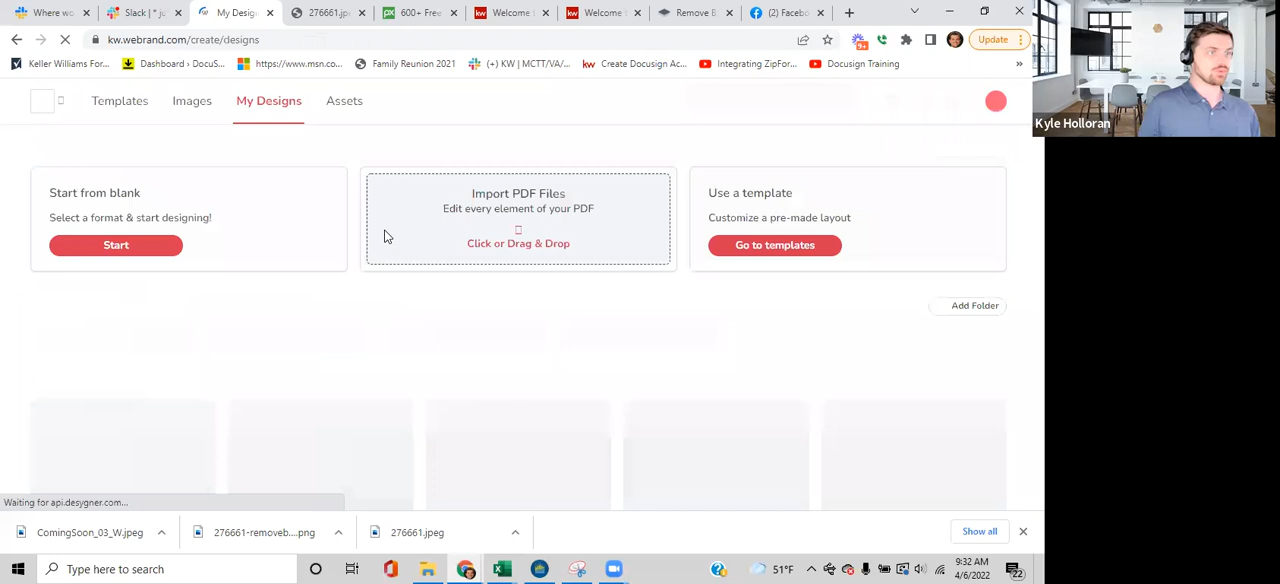 Where wo
Slack | * ju
My Desig
276661.jp
600+ Free
Welcome
Welcome
Remove B
(2) Facebo
kw.webrand.com/create/designs
9+
Update
Keller Williams For...
Dashboard › DocuS...
https://www.msn.co...
Family Reunion 2021
(+) KW | MCTT/VA/...
kw Create Docusign Ac...
Integrating ZipFor...
Docusign Training
»
Templates
Images
My Designs
Assets
Kyle Holloran
Start from blank
Select a format & start designing!
Start
Import PDF Files
Edit every element of your PDF
Click or Drag & Drop
Use a template
Customize a pre-made layout
Go to templates
Add Folder
Waiting for api.desygner.com...
ComingSoon_03_W.jpeg
276661-removeb....png
276661.jpeg
Show all
Type here to search
51°F
9:32 AM
4/6/2022
22